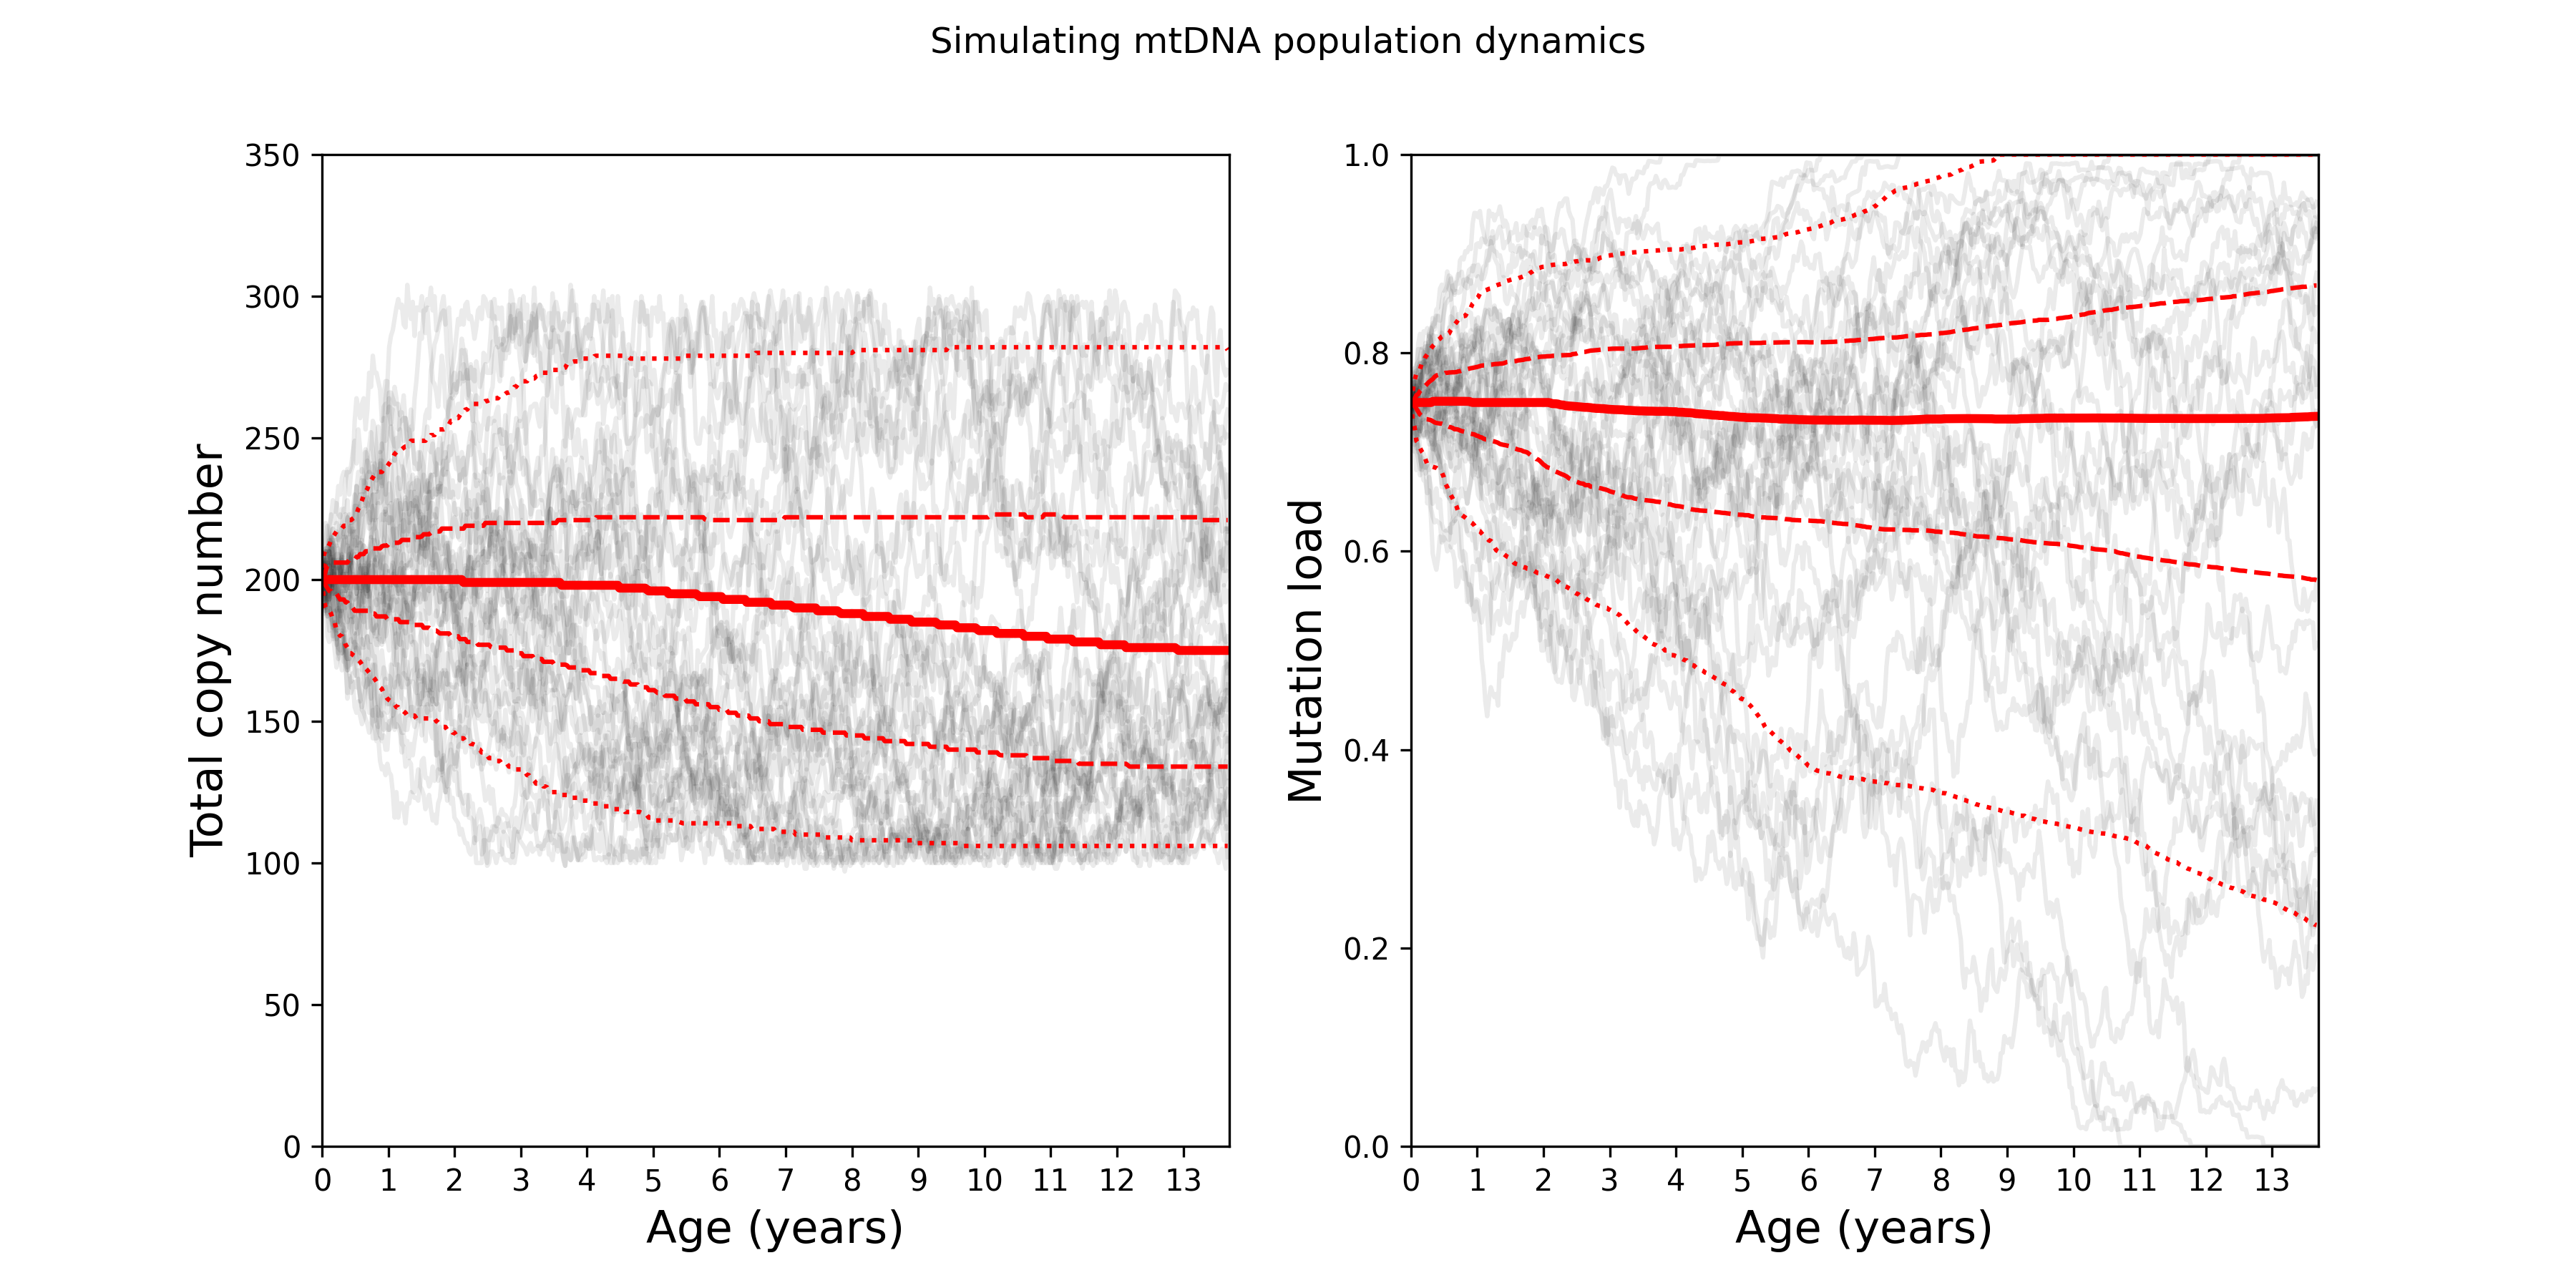 Simulating mtDNA population dynamics
Total copy number
350
300
250
200
150
100
50
0
0 1 2 3 4 5 6 7 8 9 10 11 12 13
Age (years)
Mutation load
1.0
0.8
0.6
0.4
0.2
0.0
0 1 2 3 4 5 6 7 8 9 10 11 12 13
Age (years)